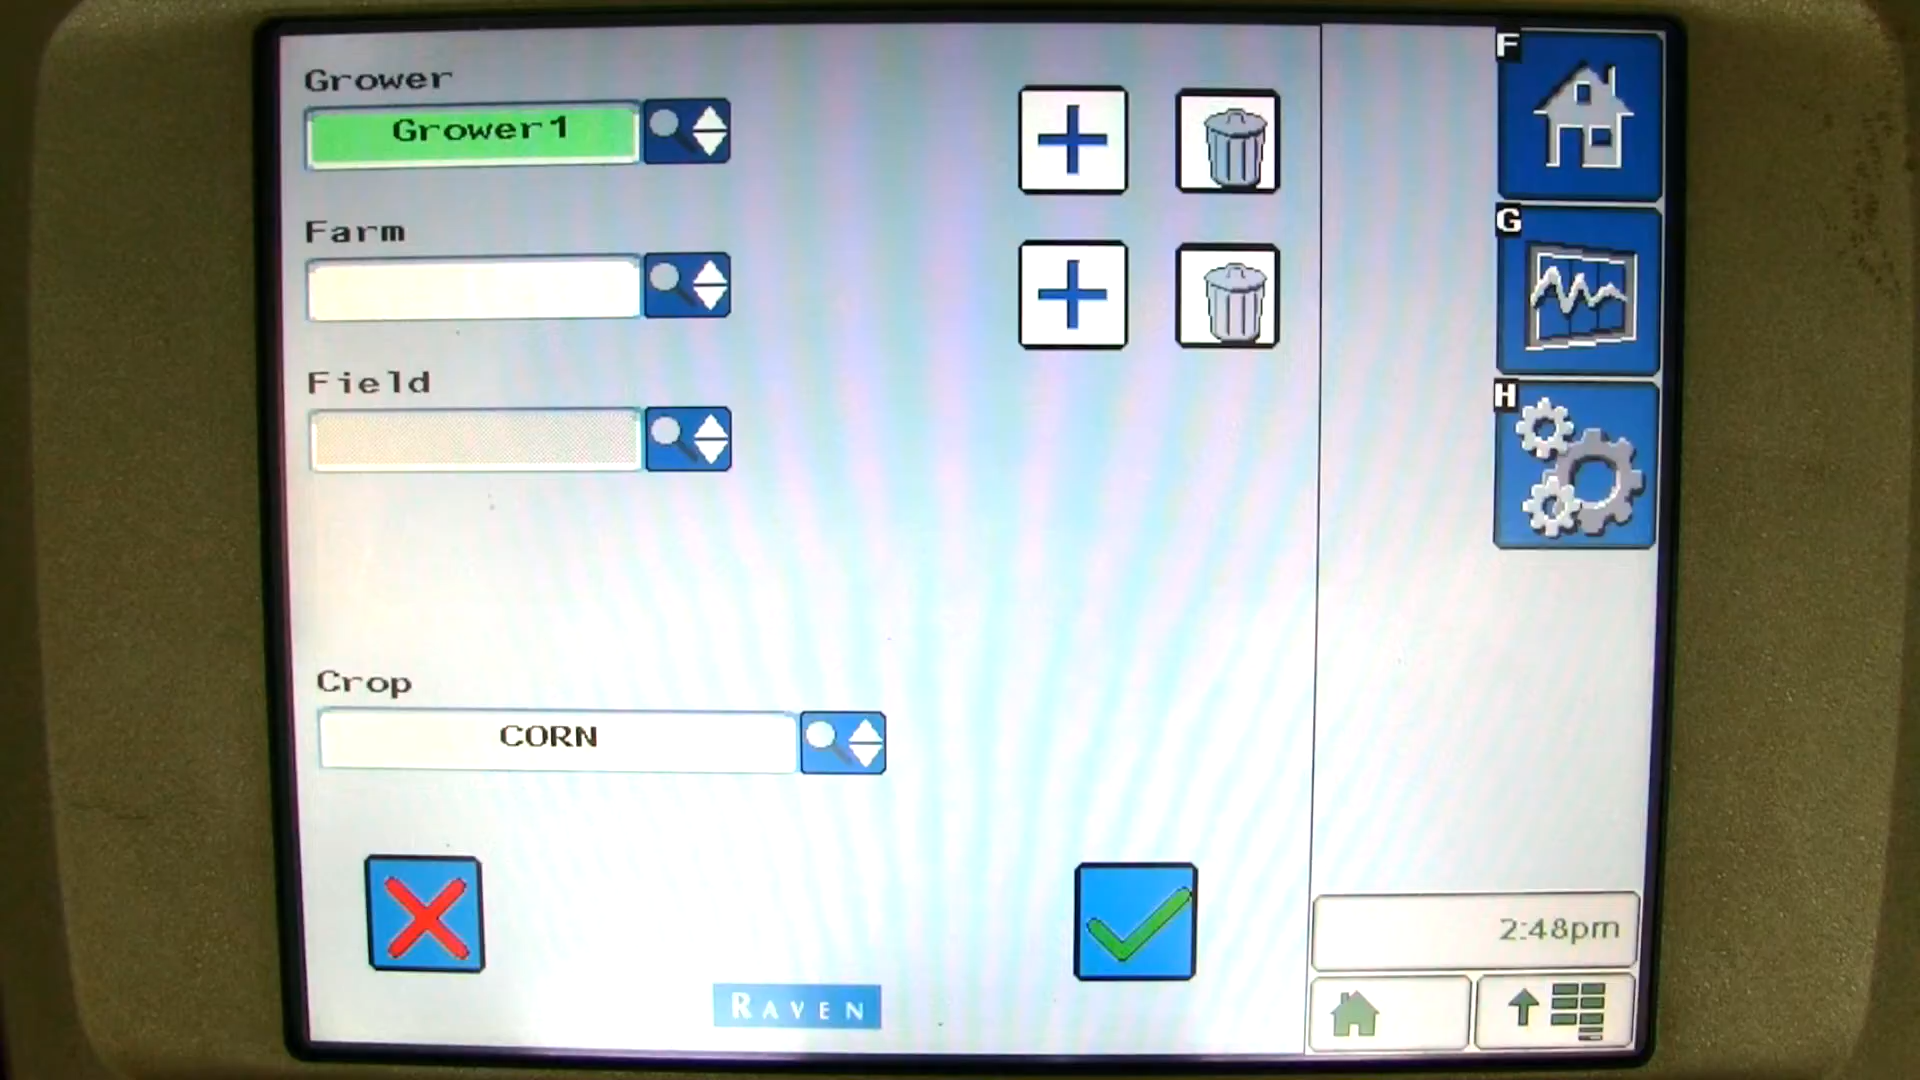 Grower
Grower1
Farm
Field
Crop
CORN
RAVEN
F
G
H
2:48pm